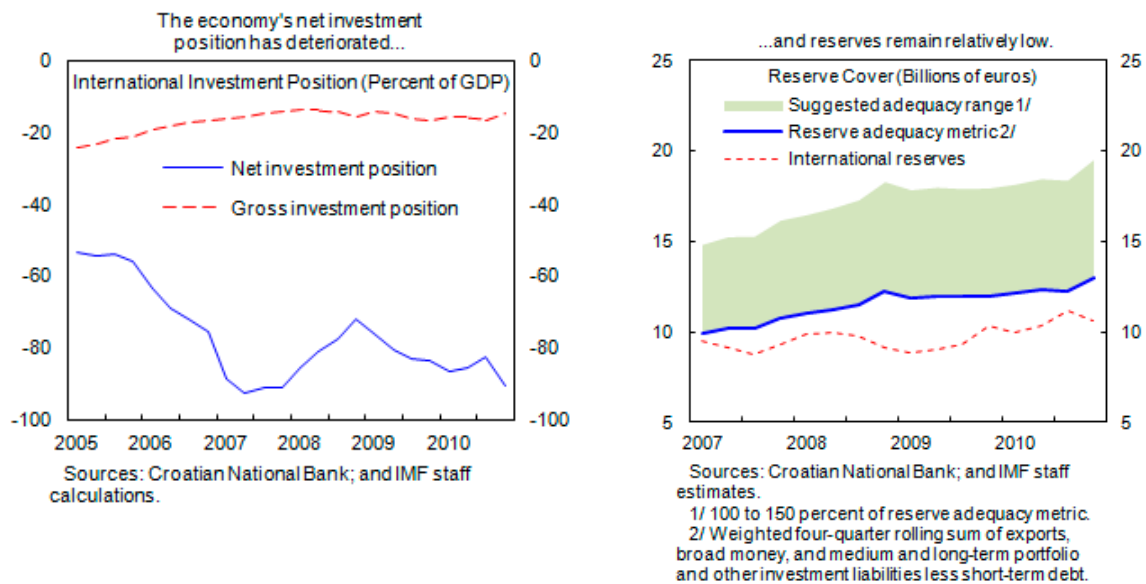 The economy's net investment
position has deteriorated...
0
0
International Investment Position (Percent of GDP)
-20
-20
Net investment position
-40
-40
Gross investment position
-60
-60
-80
-80
-100
-100
2005
2006
2007
2008
2009
2010
Sources: Croatian National Bank; and IMF staff
calculations.
...and reserves remain relatively low.
25
25
Reserve Cover (Billions of euros)
Suggested adequacy range 1/
Reserve adequacy metric 2/
20
20
International reserves
15
15
10
10
5
5
2007
2008
2009
2010
Sources: Croatian National Bank; and IMF staff
estimates.
1/ 100 to 150 percent of reserve adequacy metric.
2/ Weighted four-quarter rolling sum of exports,
broad money, and medium and long-term portfolio
and other investment liabilities less short-term debt.